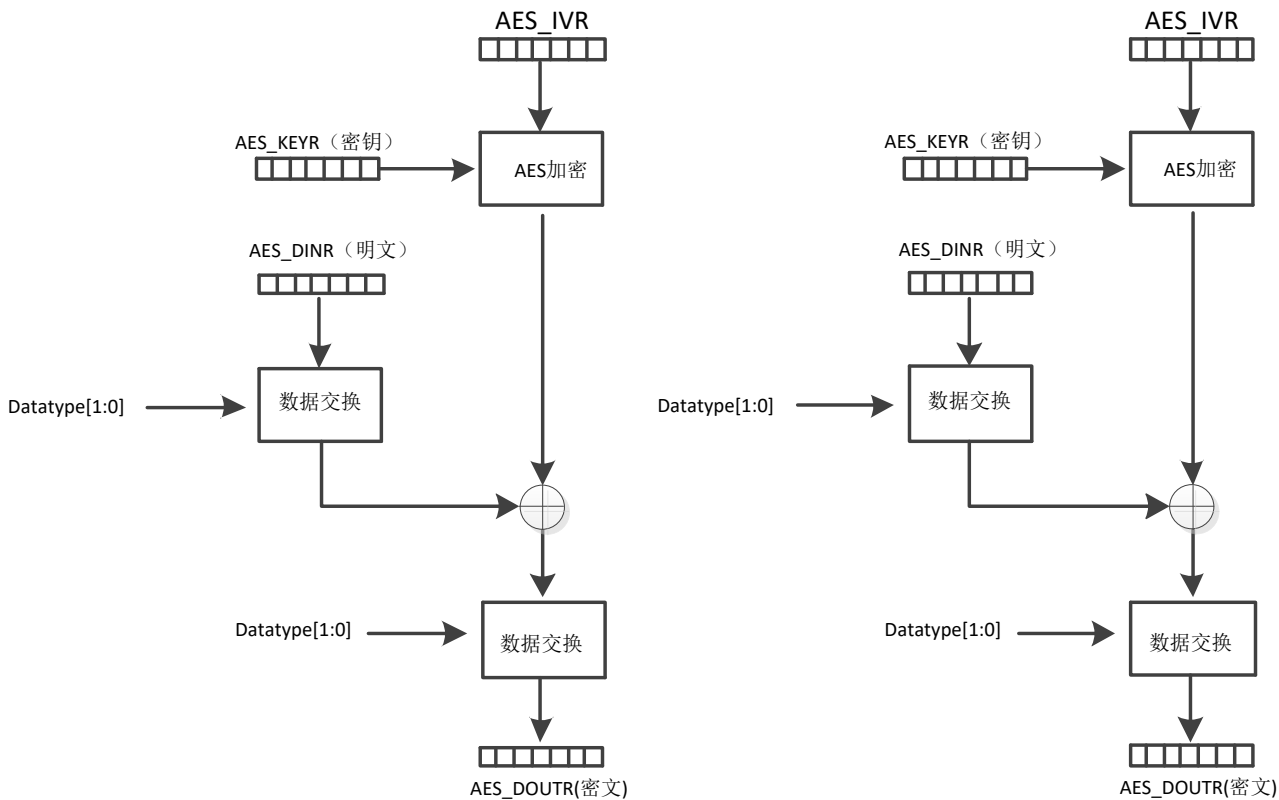 AES_IVR
AES_KEYR（密钥）
AES加密
AES_DINR（明文）
Datatype[1:0]
数据交换
Datatype[1:0]
数据交换
AES_DOUTR(密文)
AES_IVR
AES_KEYR（密钥）
AES加密
AES_DINR（明文）
Datatype[1:0]
数据交换
Datatype[1:0]
数据交换
AES_DOUTR(密文)